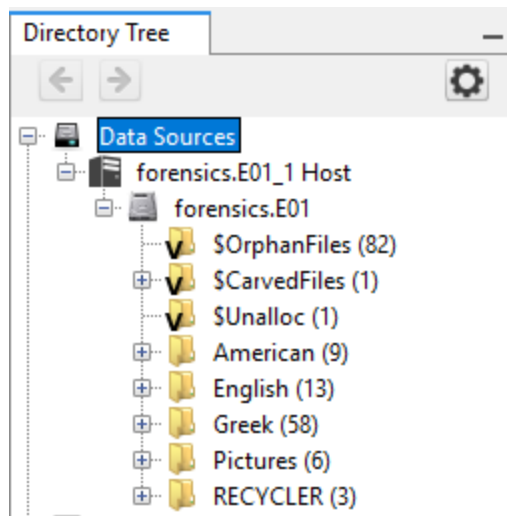 Directory Tree
Data Sources
forensics.E01_1 Host
forensics.E01
$OrphanFiles (82)
$CarvedFiles (1)
$Unalloc (1)
American (9)
English (13)
Greek (58)
Pictures (6)
RECYCLER (3)